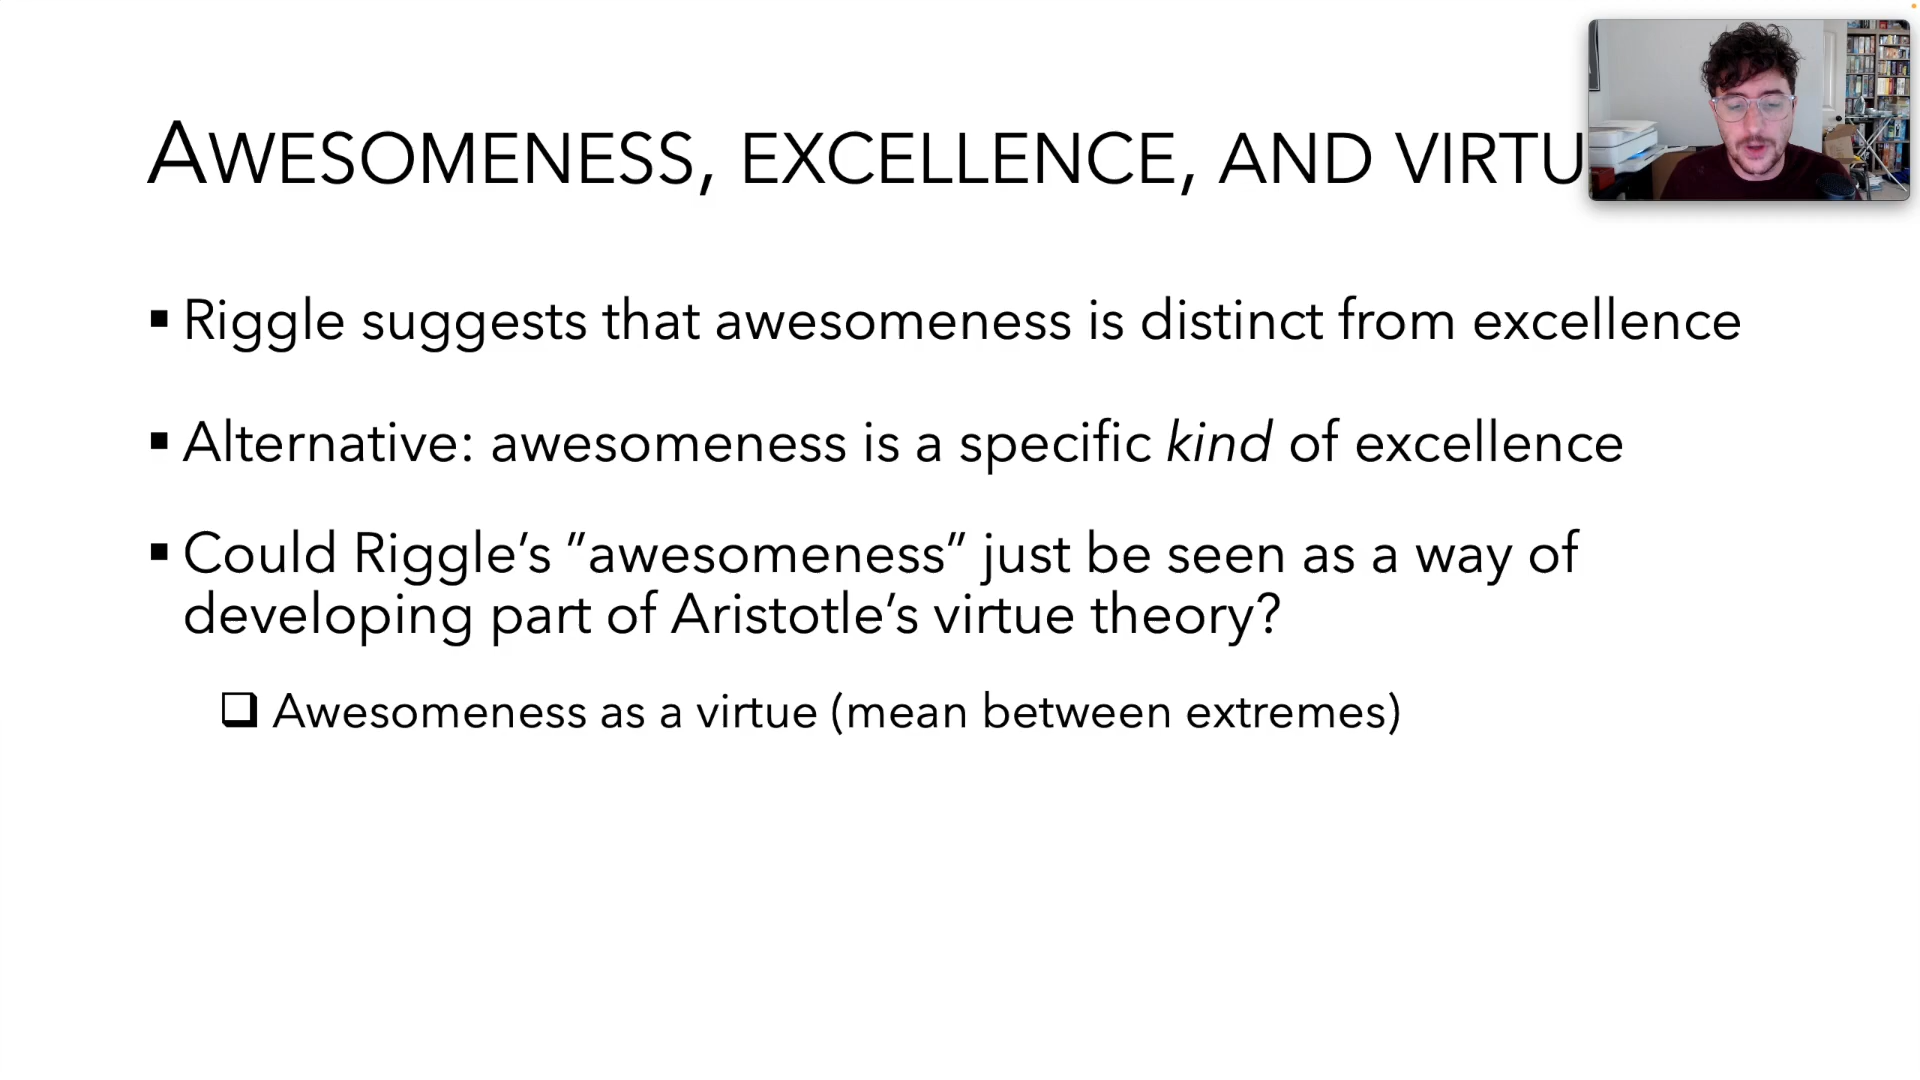 AWESOMENESS, EXCELLENCE, AND VIRTU
▪ Riggle suggests that awesomeness is distinct from excellence
▪ Alternative: awesomeness is a specific kind of excellence
▪ Could Riggle’s ”awesomeness” just be seen as a way of
developing part of Aristotle’s virtue theory?
❑ Awesomeness as a virtue (mean between extremes)